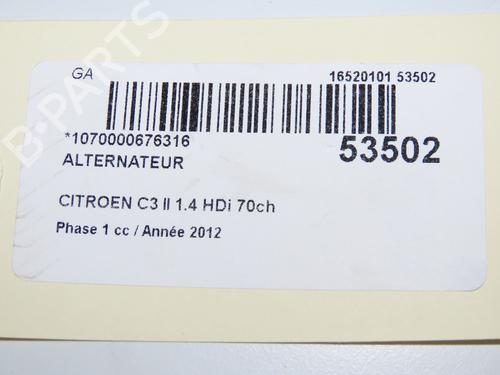 GA
16520101 53502
*1070000676316
53502
ALTERNATEUR
CITROEN C3 II 1.4 HDi 70ch
Phase 1 cc / Année 2012
B-PARTS